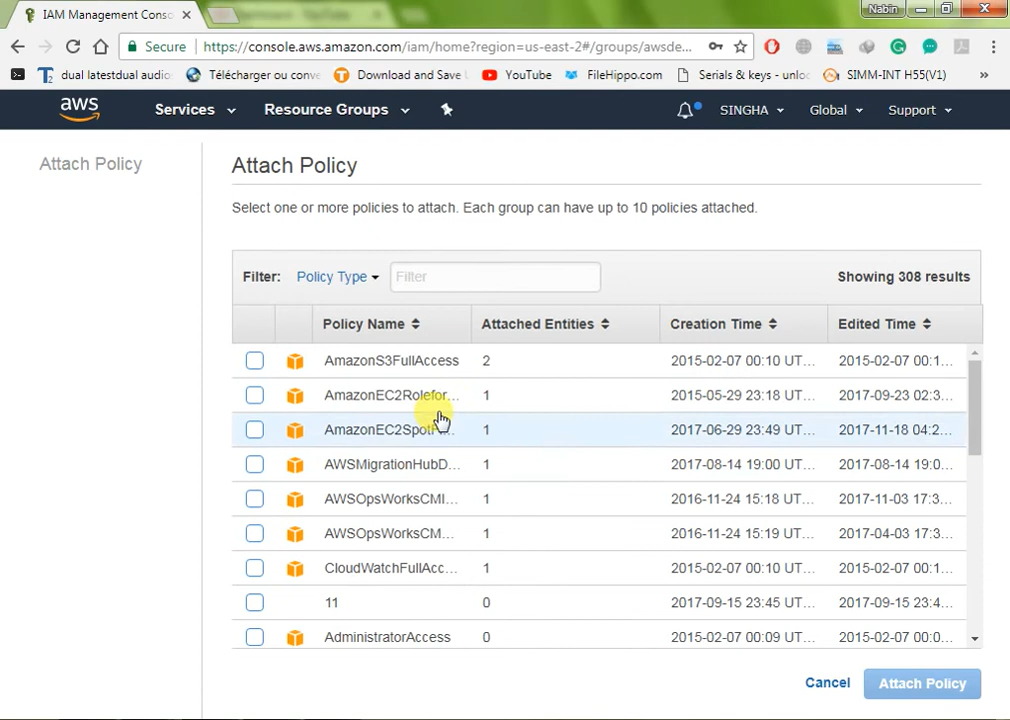 IAM Management Conso
Nabin
Secure
https://console.aws.amazon.com/iam/home?region=us-east-2#/groups/awsde...
dual latestdual audio
Télécharger ou conve
Download and Save
YouTube
FileHippo.com
Serials & keys - unloc
SIMM-INT H55(V1)
»
aws
Services
Resource Groups
SINGHA
Global
Support
Attach Policy
Attach Policy
Select one or more policies to attach. Each group can have up to 10 policies attached.
Filter: Policy Type Filter Showing 308 results
Policy Name Attached Entities Creation Time Edited Time
AmazonS3FullAccess 2 2015-02-07 00:10 UT... 2015-02-07 00:1...
AmazonEC2Rolefor... 1 2015-05-29 23:18 UT... 2017-09-23 02:3...
AmazonEC2SpotF... 1 2017-06-29 23:49 UT... 2017-11-18 04:2...
AWSMigrationHubD... 1 2017-08-14 19:00 UT... 2017-08-14 19:0...
AWSOpsWorksCMI... 1 2016-11-24 15:18 UT... 2017-11-03 17:3...
AWSOpsWorksCM... 1 2016-11-24 15:19 UT... 2017-04-03 17:3...
CloudWatchFullAcc... 1 2015-02-07 00:10 UT... 2015-02-07 00:1...
11 0 2017-09-15 23:45 UT... 2017-09-15 23:4...
AdministratorAccess 0 2015-02-07 00:09 UT... 2015-02-07 00:0...
Cancel Attach Policy